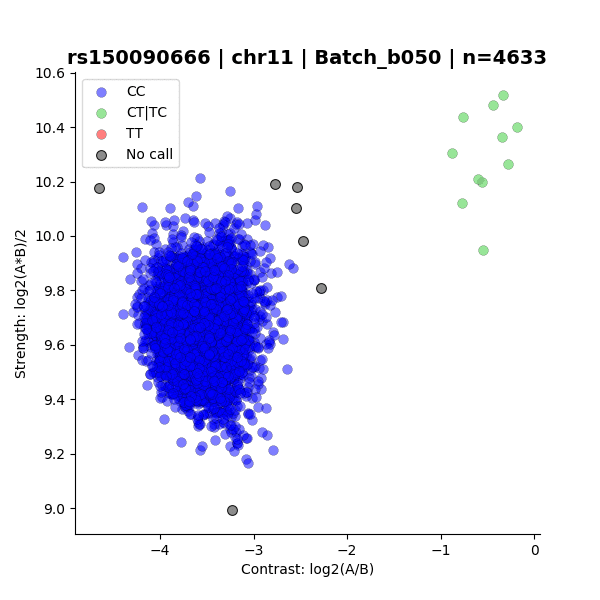 rs150090666 | chr11 | Batch_b050 | n=4633
CC
CT|TC
TT
No call
10.6
10.4
10.2
10.0
9.8
9.6
9.4
9.2
9.0
Strength: log2(A*B)/2
−4
−3
−2
−1
0
Contrast: log2(A/B)